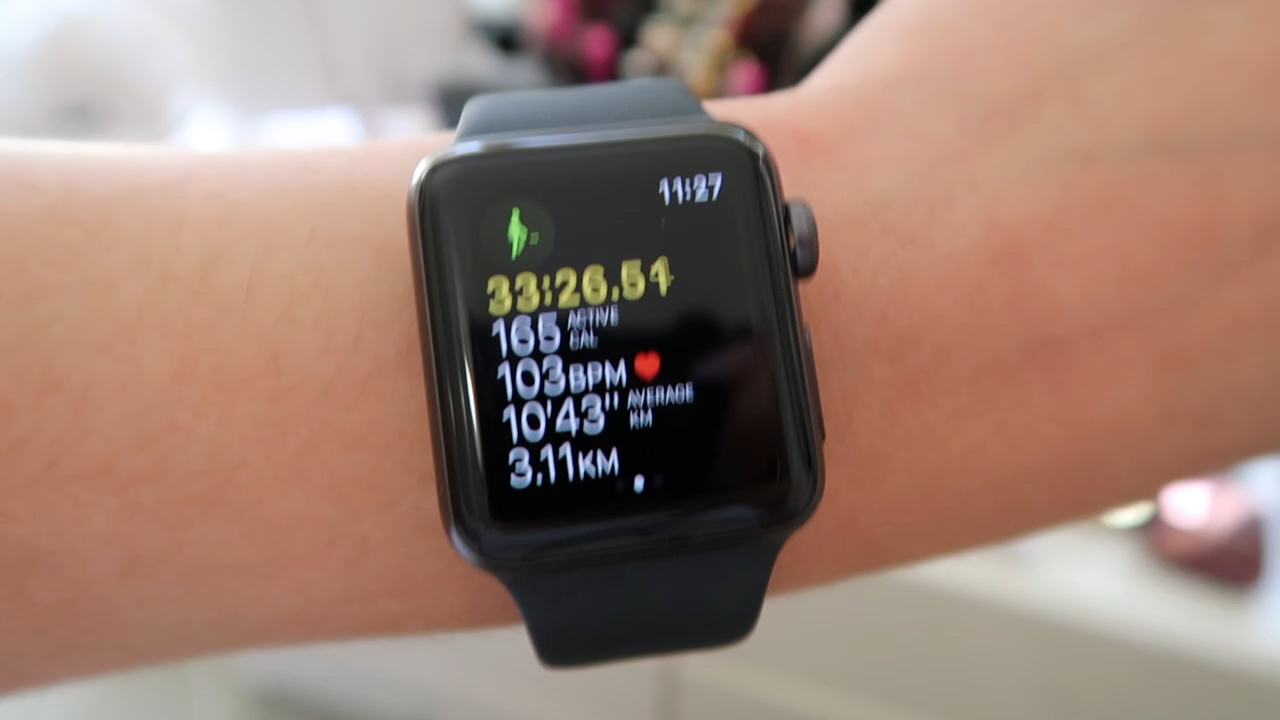 11:27
33:26.51
165 ACTIVE CAL
103BPM
10'43" AVERAGE KM
3.11KM